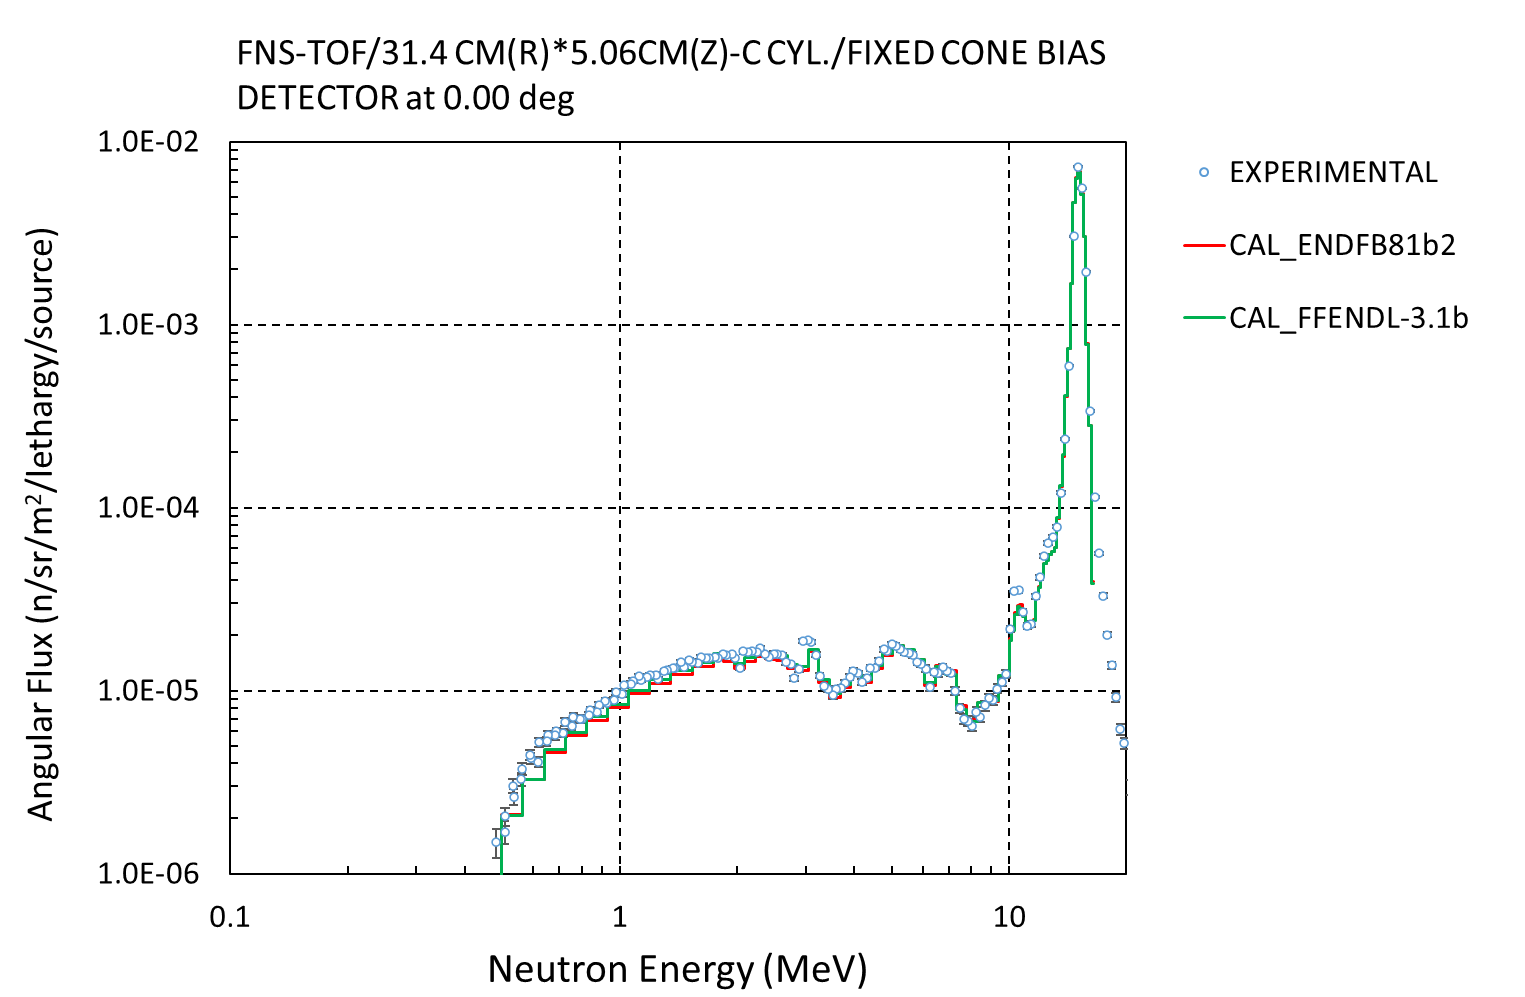 FNS-TOF/31.4 CM(R)*5.06CM(Z)-C CYL./FIXED CONE BIAS
DETECTOR at 0.00 deg
1.0E-02
1.0E-03
1.0E-04
1.0E-05
1.0E-06
Angular Flux (n/sr/m²/lethargy/source)
0.1
1
10
Neutron Energy (MeV)
EXPERIMENTAL
CAL_ENDFB81b2
CAL_FFENDL-3.1b